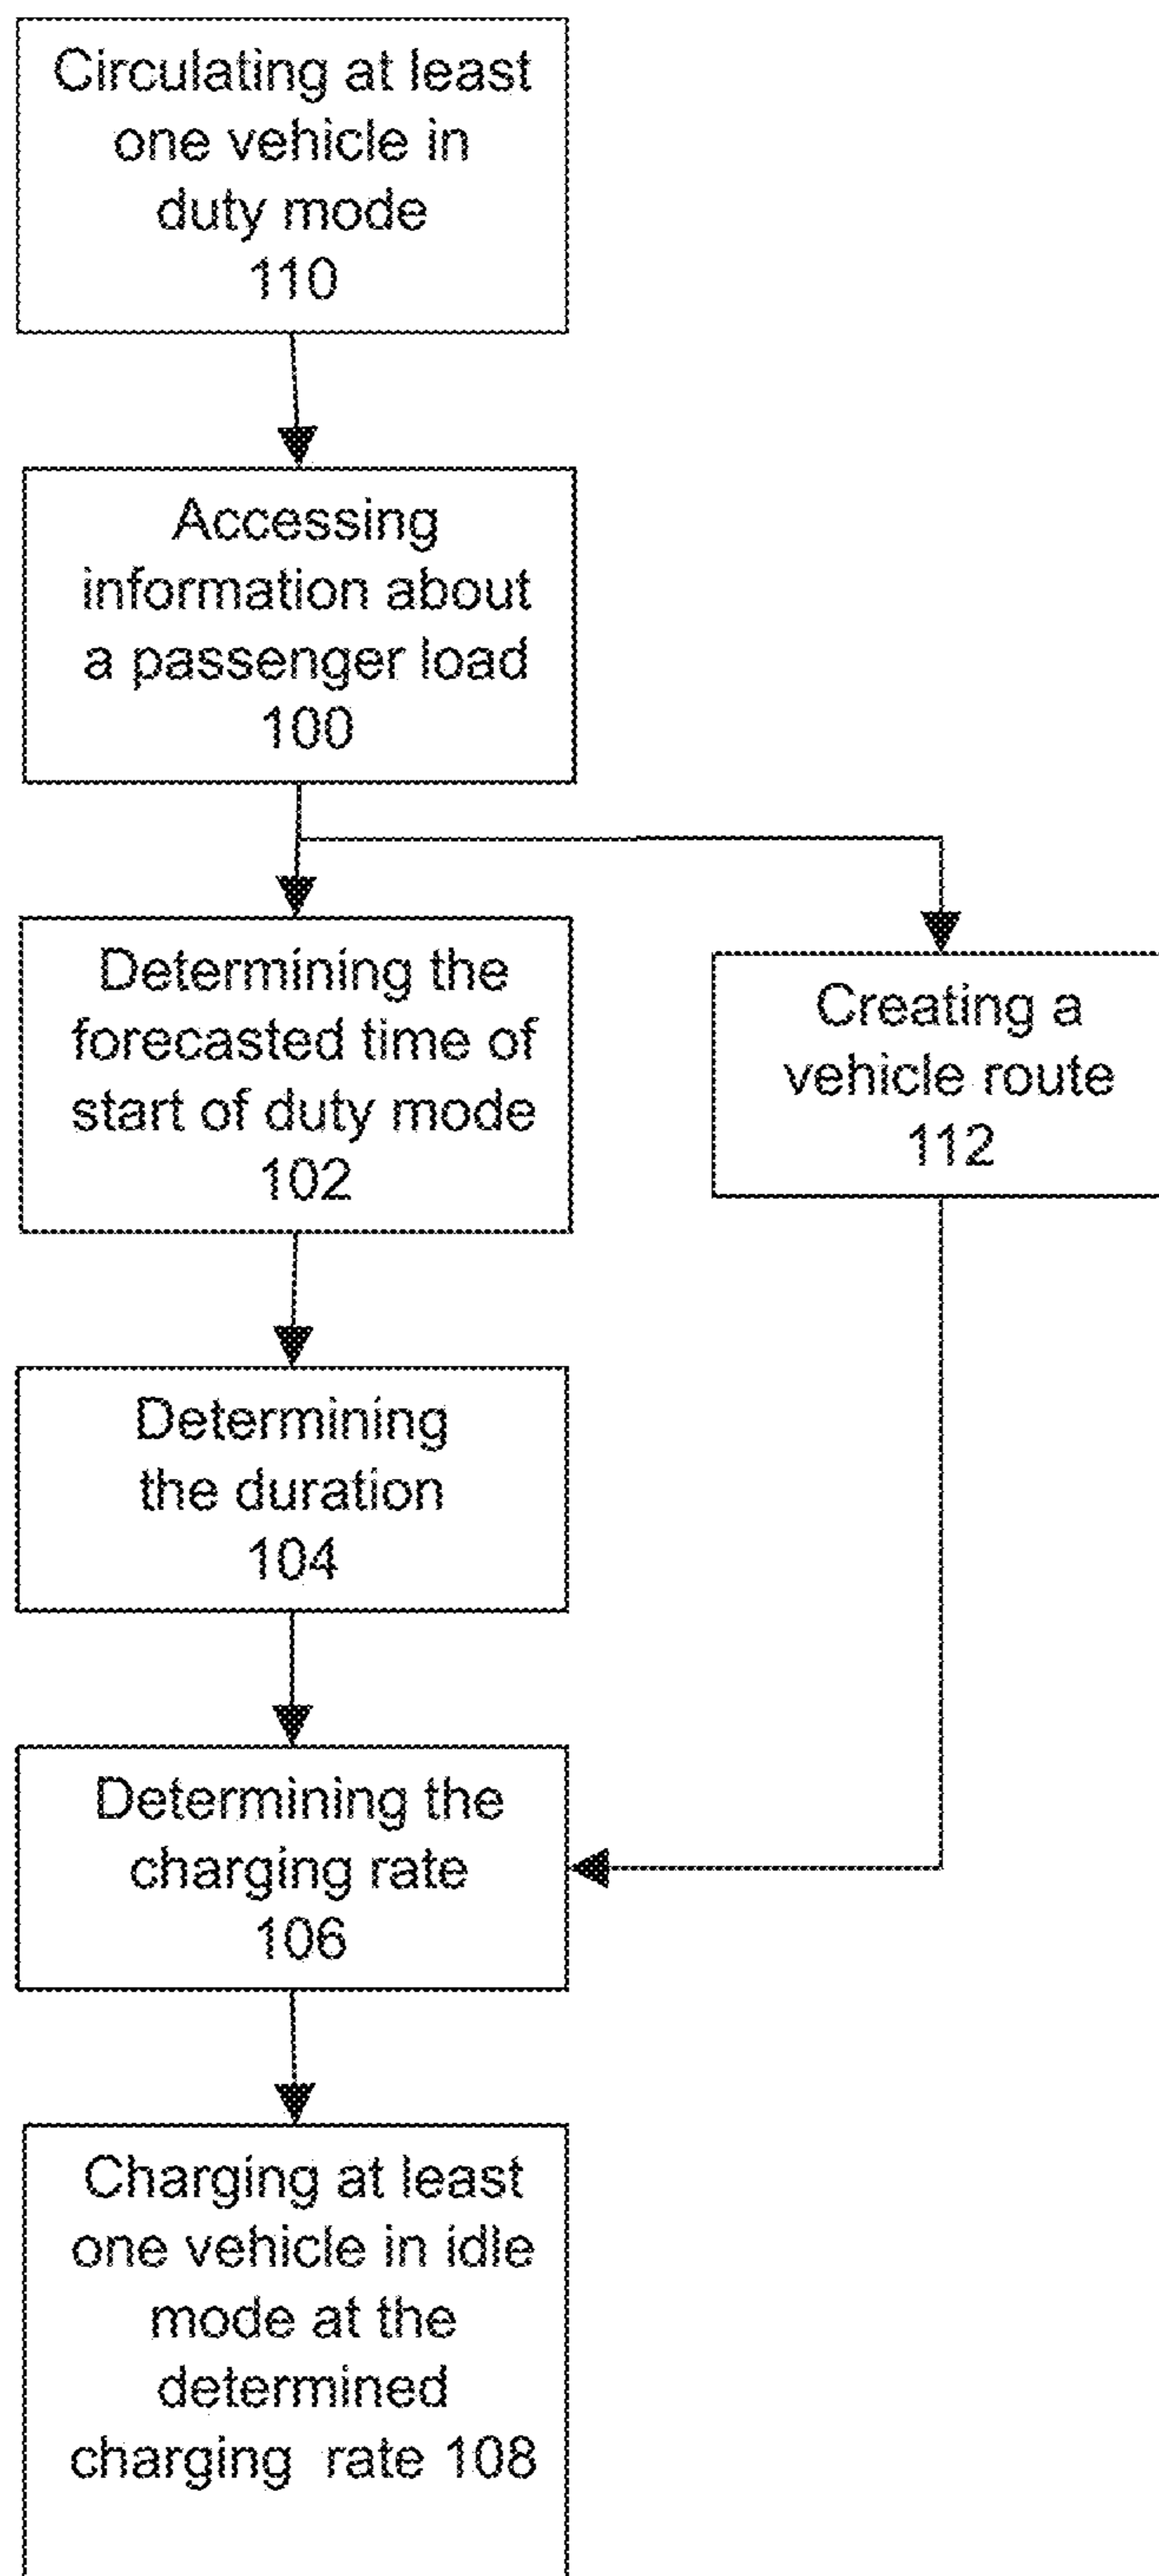 Circulating at least
one vehicle in
duty mode
110
Accessing
information about
a passenger load
100
Determining the
forecasted time of
start of duty mode
102
Creating a
vehicle route
112
Determining
the duration
104
Determining the
charging rate
106
Charging at least
one vehicle in idle
mode at the
determined
charging rate 108